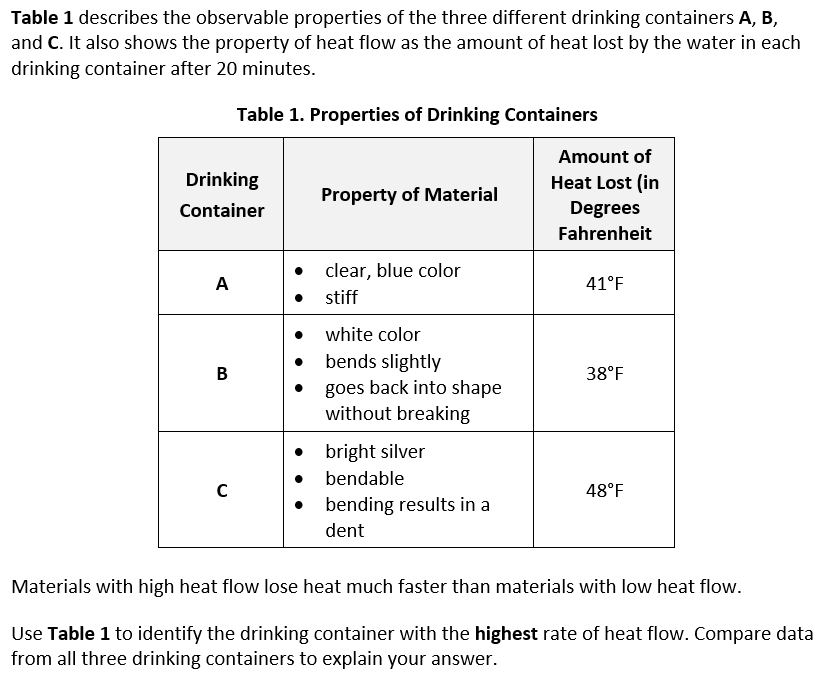 Table 1 describes the observable properties of the three different drinking containers A, B,
and C. It also shows the property of heat flow as the amount of heat lost by the water in each
drinking container after 20 minutes.
Table 1. Properties of Drinking Containers
Drinking
Container
Property of Material
Amount of
Heat Lost (in
Degrees
Fahrenheit
A
• clear, blue color
• stiff
41°F
B
• white color
• bends slightly
• goes back into shape
without breaking
38°F
C
• bright silver
• bendable
• bending results in a
dent
48°F
Materials with high heat flow lose heat much faster than materials with low heat flow.
Use Table 1 to identify the drinking container with the highest rate of heat flow. Compare data
from all three drinking containers to explain your answer.